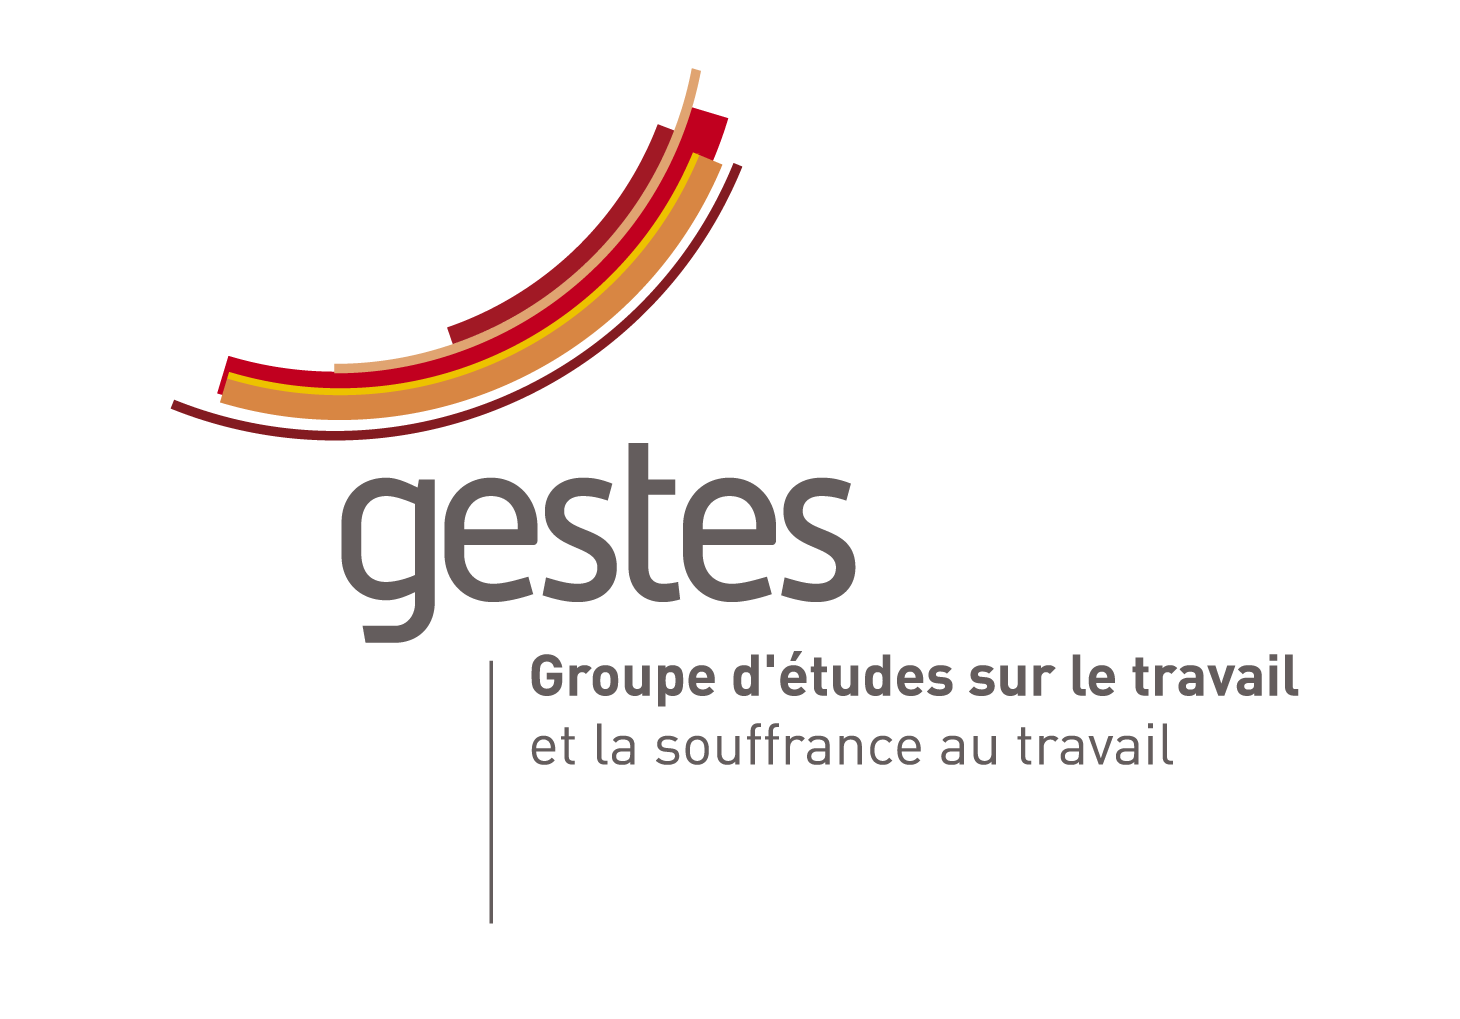 gestes
Groupe d'études sur le travail
et la souffrance au travail